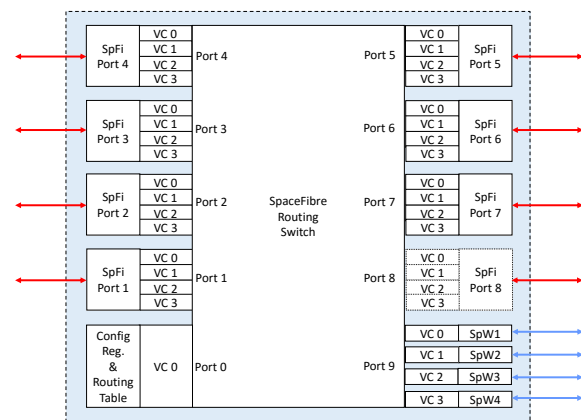 SpFi
Port 4
VC 0
VC 1
VC 2
VC 3
Port 4
SpFi
Port 3
VC 0
VC 1
VC 2
VC 3
Port 3
SpFi
Port 2
VC 0
VC 1
VC 2
VC 3
Port 2
SpFi
Port 1
VC 0
VC 1
VC 2
VC 3
Port 1
Config
Reg.
&
Routing
Table
VC 0
Port 0
SpaceFibre
Routing
Switch
Port 5
VC 0
VC 1
VC 2
VC 3
SpFi
Port 5
Port 6
VC 0
VC 1
VC 2
VC 3
SpFi
Port 6
Port 7
VC 0
VC 1
VC 2
VC 3
SpFi
Port 7
Port 8
VC 0
VC 1
VC 2
VC 3
SpFi
Port 8
Port 9
VC 0 SpW1
VC 1 SpW2
VC 2 SpW3
VC 3 SpW4